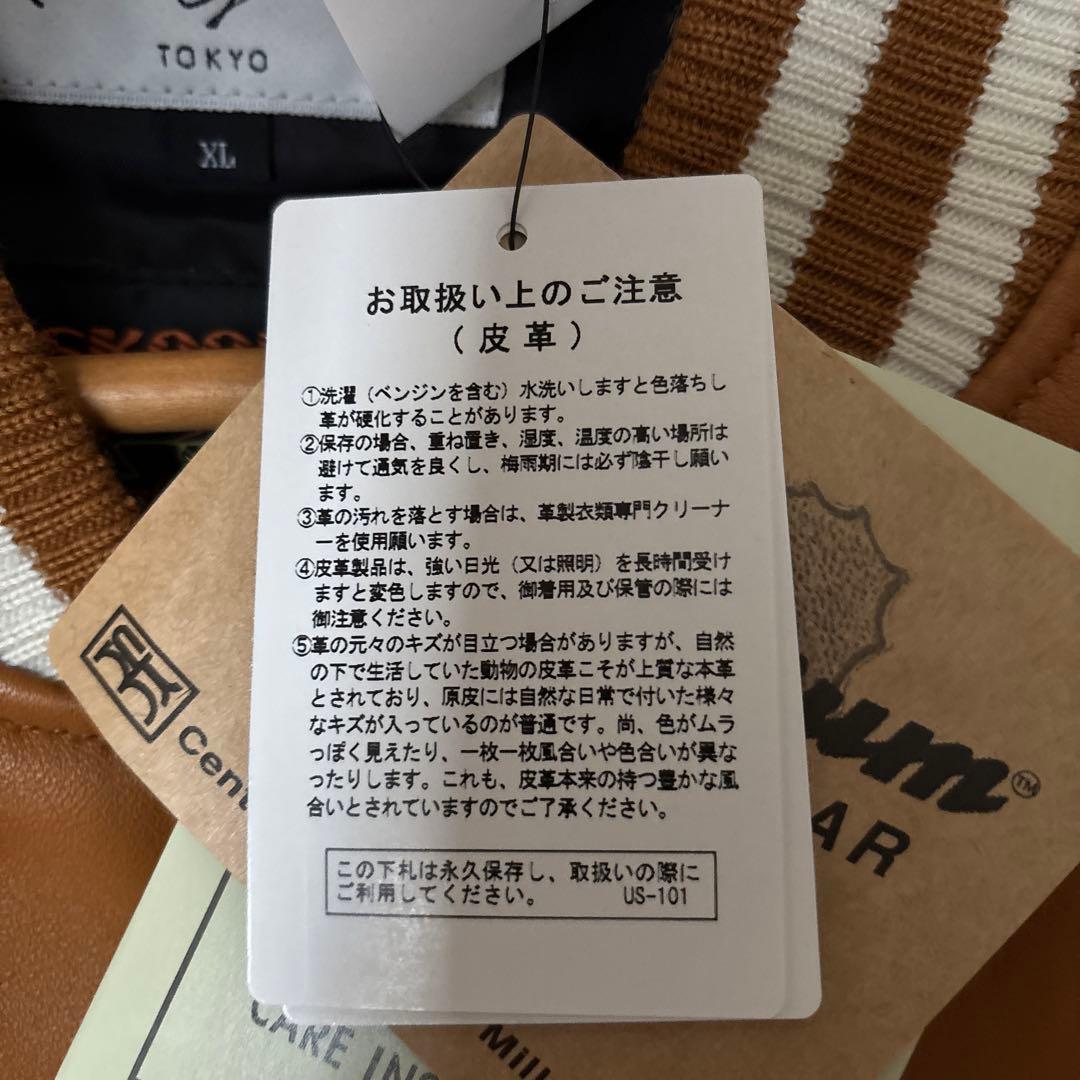 TOKYO
XL
お取扱い上のご注意
(皮革)
①洗濯(ベンジンを含む)水洗いしますと色落ちし
革が硬化することがあります。
②保存の場合、重ね置き、湿度、温度の高い場所は
避けて通気を良くし、梅雨期には必ず陰干し願い
ます。
③革の汚れを落とす場合は、革製衣類専門クリーナ
ーを使用願います。
④皮革製品は、強い日光(又は照明)を長時間受け
ますと変色しますので、御着用及び保管の際には
御注意ください。
⑤革の元々のキズが目立つ場合がありますが、自然
の下で生活していた動物の皮革こそが上質な本革
とされており、原皮には自然な日常で付いた様々
なキズが入っているのが普通です。尚、色がムラ
っぽく見えたり、一枚一枚風合いや色合いが異な
ったりします。これも、皮革本来の持つ豊かな風
合いとされていますのでご了承ください。
この下札は永久保存し、取扱いの際に
ご利用してください。 US-101
Cent
um™
AR
CARE INS
Mill